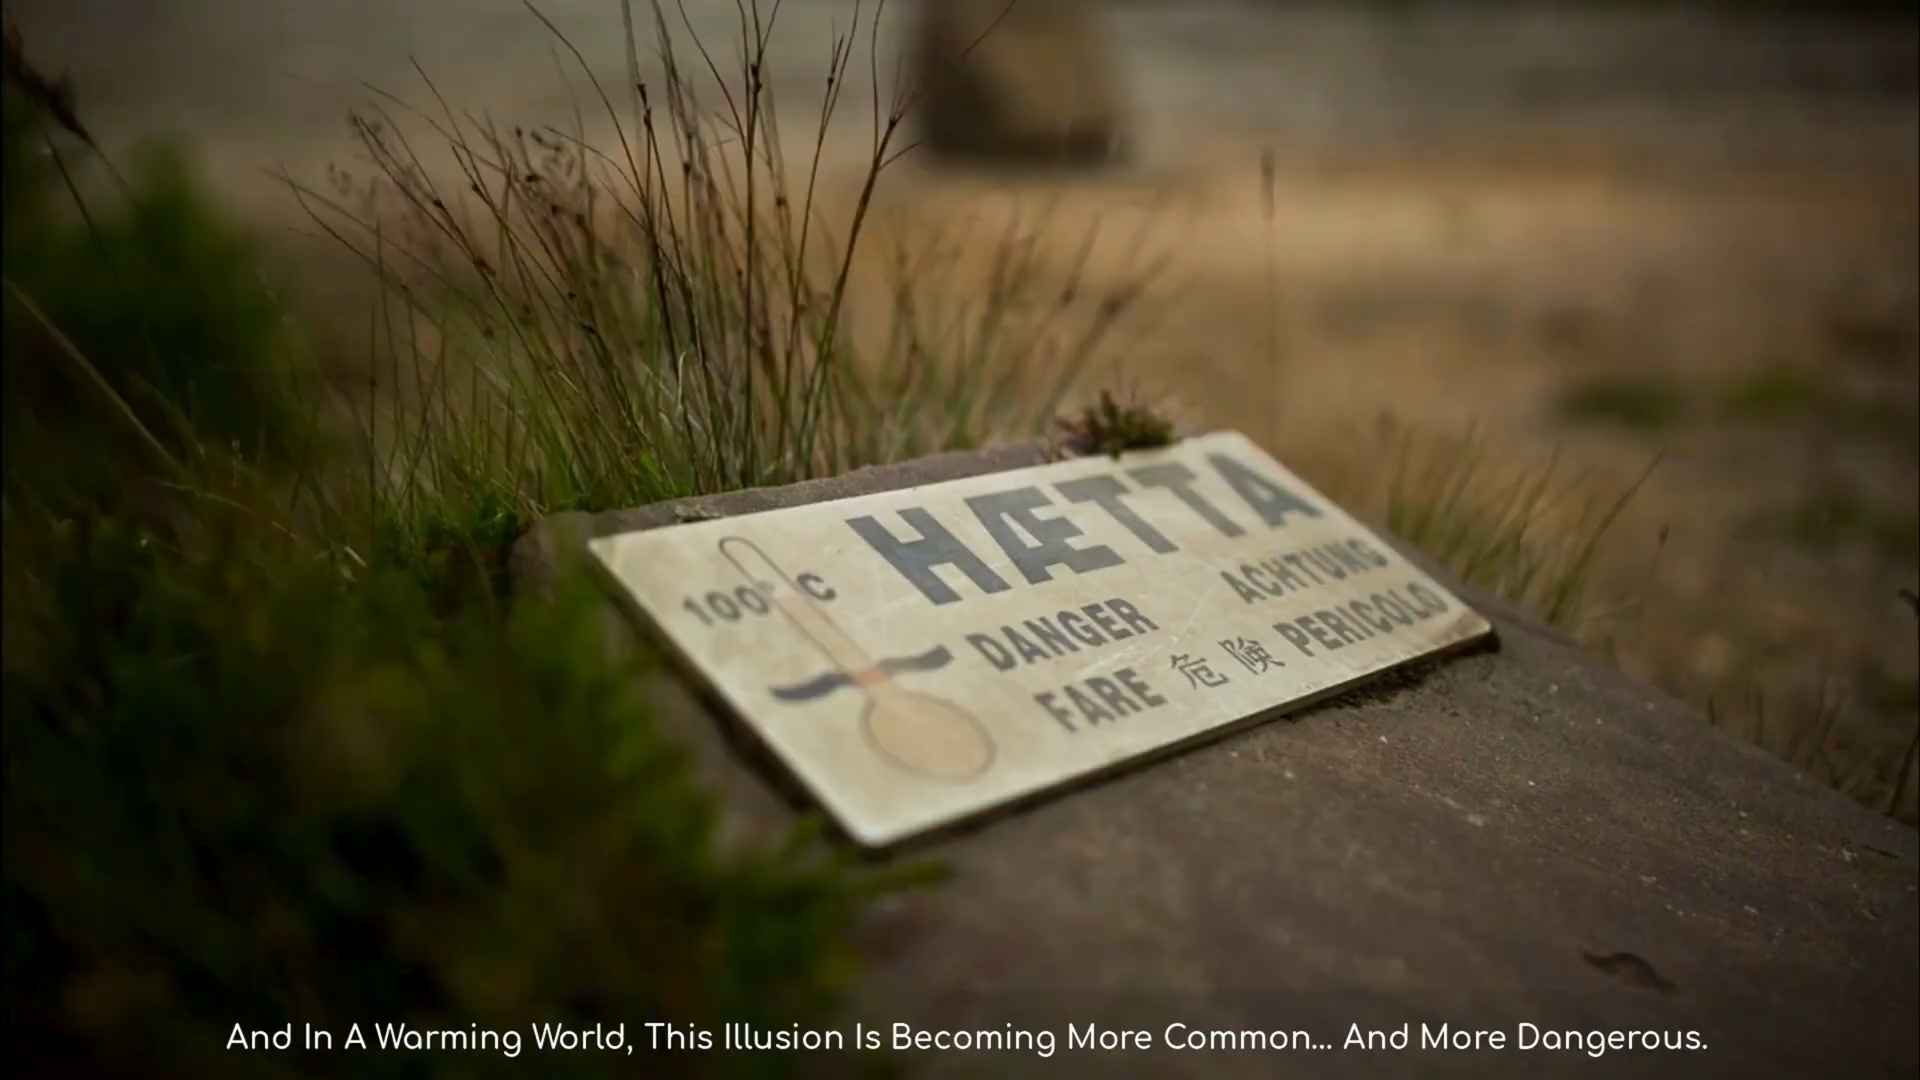 100° C
HÆTTA
DANGER ACHTUNG
FARE 危険 PERICOLO
And In A Warming World, This Illusion Is Becoming More Common... And More Dangerous.